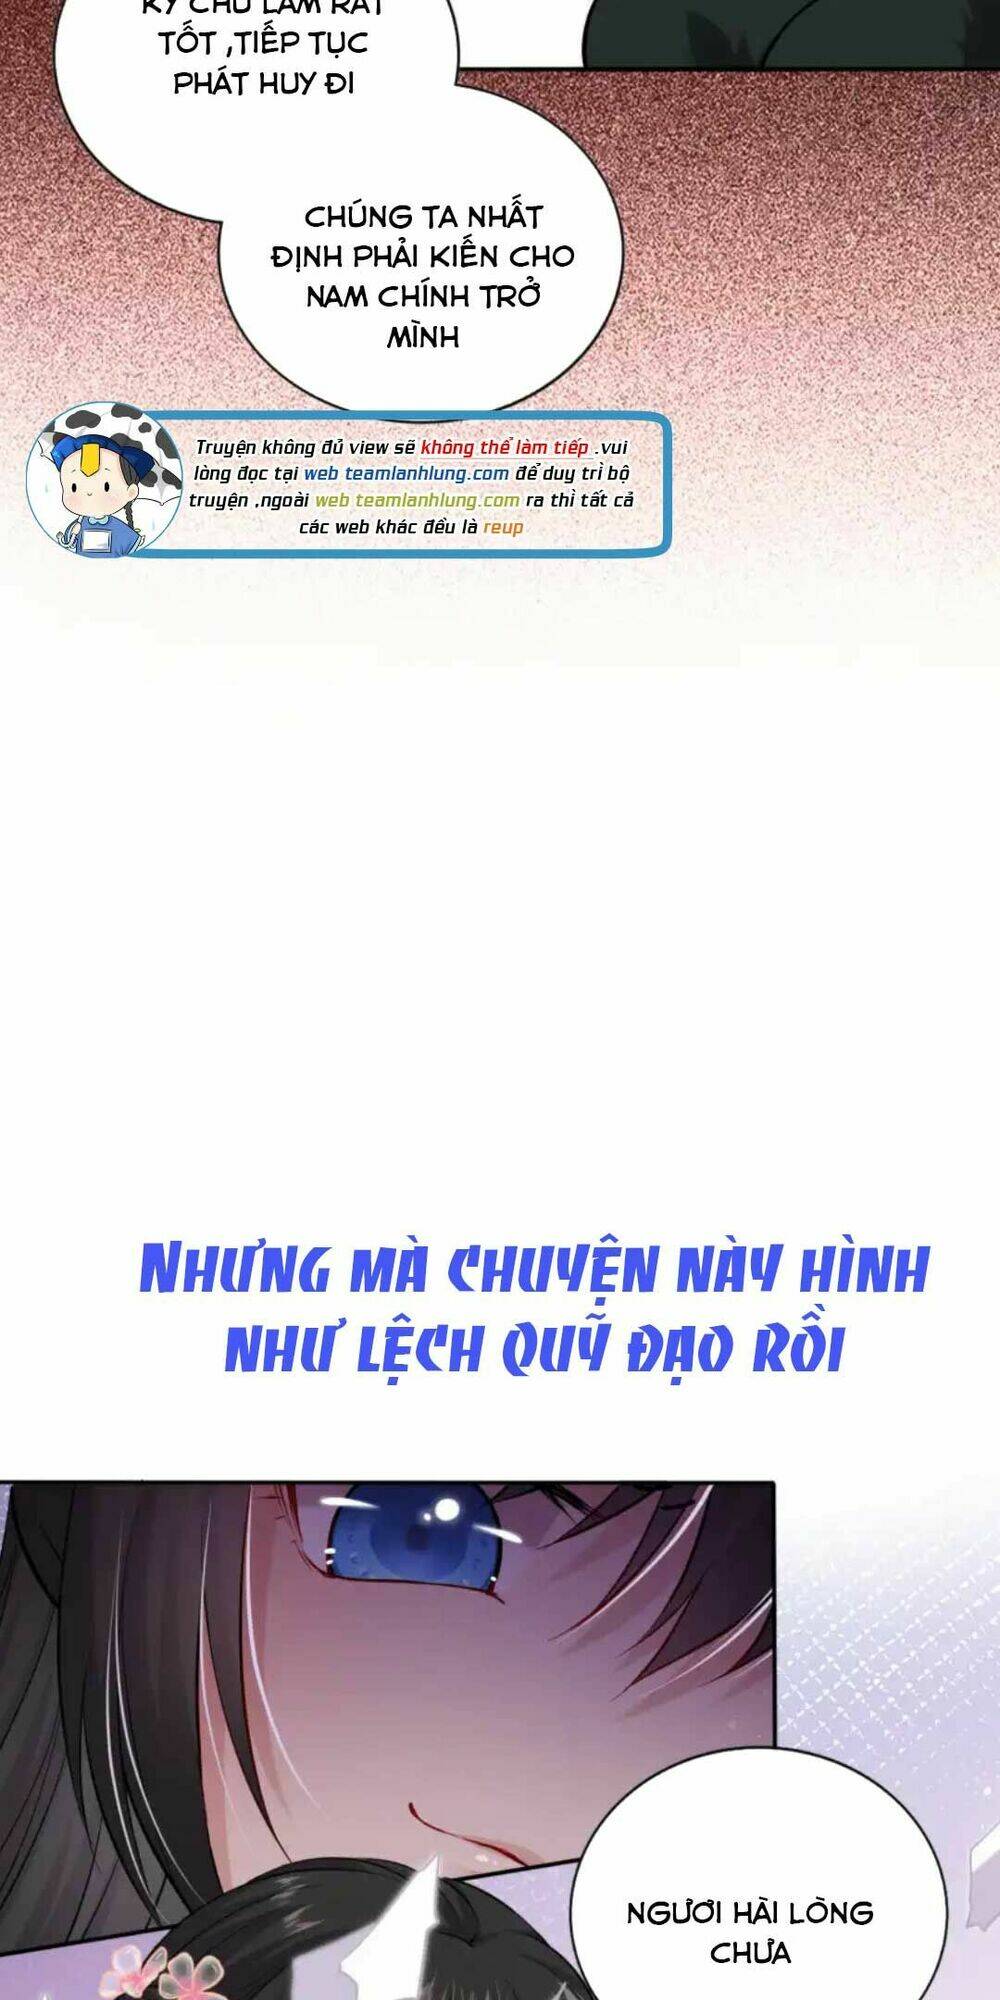 KÝ CHỦ LÀM RẤT
TỐT ,TIẾP TỤC
PHÁT HUY ĐI
CHÚNG TA NHẤT
ĐỊNH PHẢI KIẾN CHO
NAM CHÍNH TRỞ
MÌNH
Truyện không đủ view sẽ không thể làm tiếp .vui
lòng đọc tại web teamlanhlung.com để duy trì bộ
truyện ,ngoài web teamlanhlung.com ra thì tất cả
các web khác đều là reup
NHƯNG MÀ CHUYỆN NÀY HÌNH
NHƯ LỆCH QUỸ ĐẠO RỒI
NGƯƠI HÀI LÒNG
CHƯA